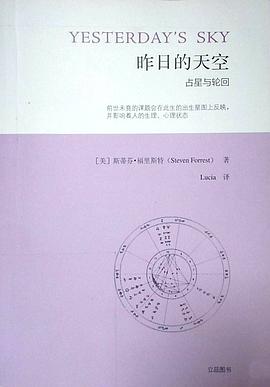 YESTERDAY'S SKY
昨日的天空
占星与轮回
前世未竟的课题会在此生的出生星图上反映，
并影响着人的生理、心理状态
［美］斯蒂芬·福里斯特（Steven Forrest） 著
Lucia 译
立品图书